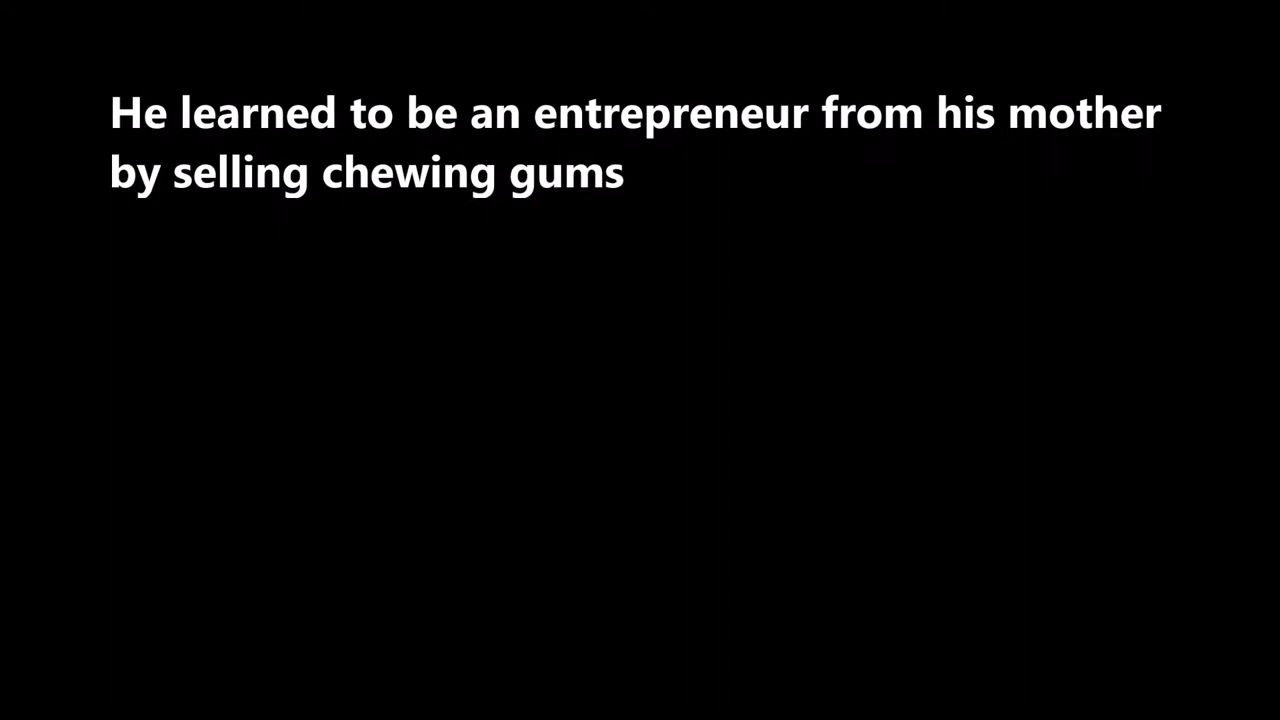 He learned to be an entrepreneur from his mother
by selling chewing gums